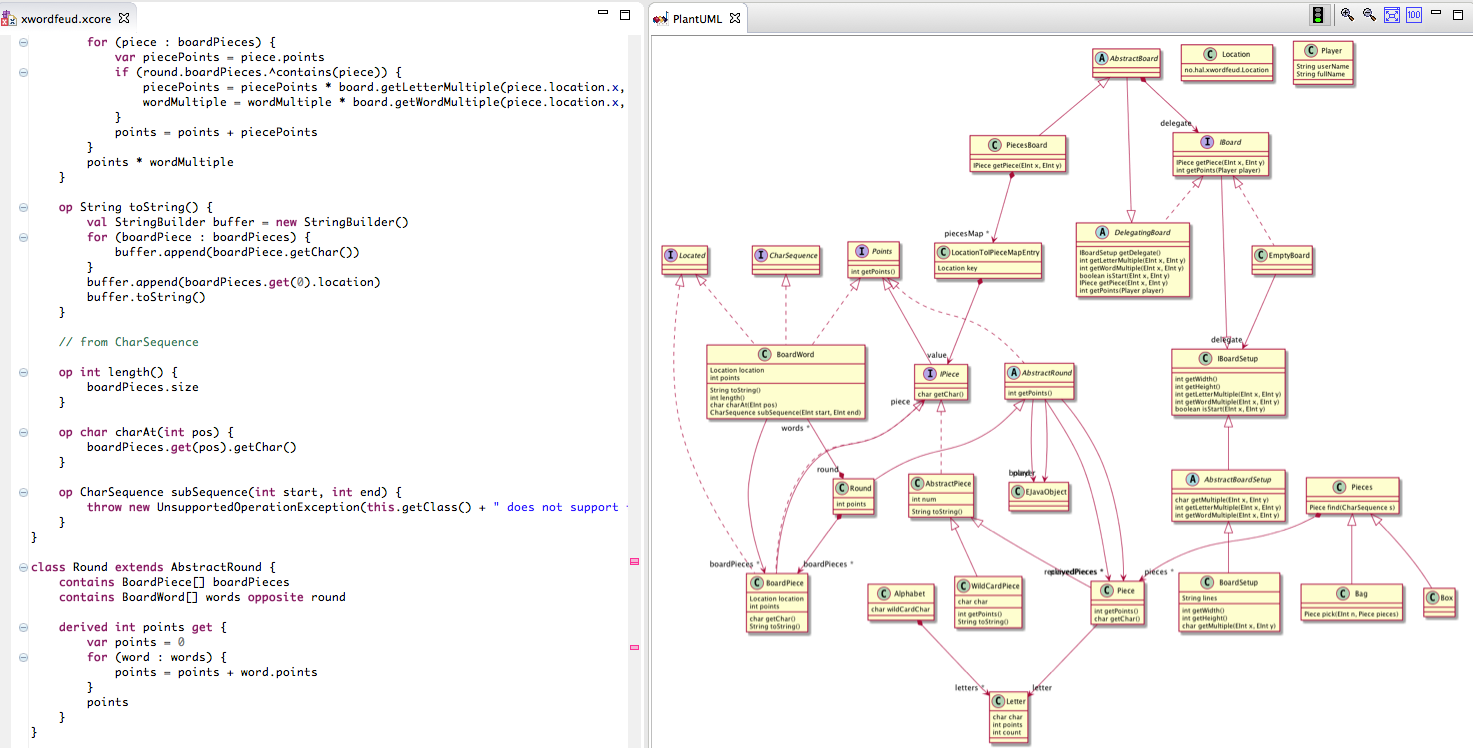 xwordfeud.xcore
for (piece : boardPieces) {
var piecePoints = piece.points
if (round.boardPieces.^contains(piece)) {
piecePoints = piecePoints * board.getLetterMultiple(piece.location.x,
wordMultiple = wordMultiple * board.getWordMultiple(piece.location.x,
}
points = points + piecePoints
}
points * wordMultiple
}
op String toString() {
val StringBuilder buffer = new StringBuilder()
for (boardPiece : boardPieces) {
buffer.append(boardPiece.getChar())
}
buffer.append(boardPieces.get(0).location)
buffer.toString()
}
// from CharSequence
op int length() {
boardPieces.size
}
op char charAt(int pos) {
boardPieces.get(pos).getChar()
}
op CharSequence subSequence(int start, int end) {
throw new UnsupportedOperationException(this.getClass() + " does not support
}
}
class Round extends AbstractRound {
contains BoardPiece[] boardPieces
contains BoardWord[] words opposite round
derived int points get {
var points = 0
for (word : words) {
points = points + word.points
}
points
}
}
PlantUML
100
A AbstractBoard
C Location
no.hal.xwordfeud.Location
C Player
String userName
String fullName
delegate
C PiecesBoard
IPiece getPiece(EInt x, EInt y)
I IBoard
IPiece getPiece(EInt x, EInt y)
int getPoints(Player player)
piecesMap *
A DelegatingBoard
IBoardSetup getDelegate()
int getLetterMultiple(EInt x, EInt y)
int getWordMultiple(EInt x, EInt y)
boolean isStart(EInt x, EInt y)
IPiece getPiece(EInt x, EInt y)
int getPoints(Player player)
I Located
I CharSequence
I Points
int getPoints()
C LocationToIPieceMapEntry
Location key
C EmptyBoard
delegate
value
C BoardWord
Location location
int points
String toString()
int length()
char charAt(EInt pos)
CharSequence subSequence(EInt start, EInt end)
I IPiece
char getChar()
A AbstractRound
int getPoints()
C IBoardSetup
int getWidth()
int getHeight()
int getLetterMultiple(EInt x, EInt y)
int getWordMultiple(EInt x, EInt y)
boolean isStart(EInt x, EInt y)
piece
words *
round
C Round
int points
C AbstractPiece
int num
String toString()
C EJavaObject
A AbstractBoardSetup
char getMultiple(EInt x, EInt y)
int getLetterMultiple(EInt x, EInt y)
int getWordMultiple(EInt x, EInt y)
C Pieces
Piece find(CharSequence s)
boardPieces *
boardPieces *
pieces *
C BoardPiece
Location location
int points
char getChar()
String toString()
C Alphabet
char wildCardChar
C WildCardPiece
char char
int getPoints()
String toString()
C Piece
int getPoints()
char getChar()
C BoardSetup
String lines
int getWidth()
int getHeight()
char getMultiple(EInt x, EInt y)
C Bag
Piece pick(EInt n, Piece pieces)
C Box
letters *
letter
C Letter
char char
int points
int count